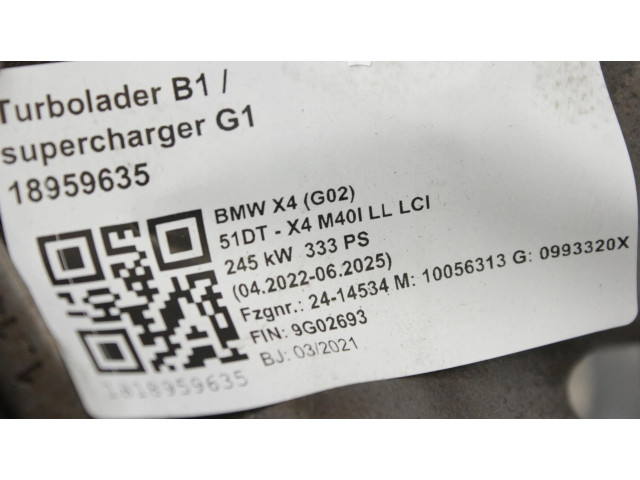 Turbolader B1 /
supercharger G1
18959635
BMW X4 (G02)
51DT - X4 M40I LL LCI
245 kW 333 PS
(04.2022-06.2025)
Fzgnr.: 24-14534 M: 10056313 G: 0993320X
FIN: 9G02693
BJ: 03/2021
1818959635